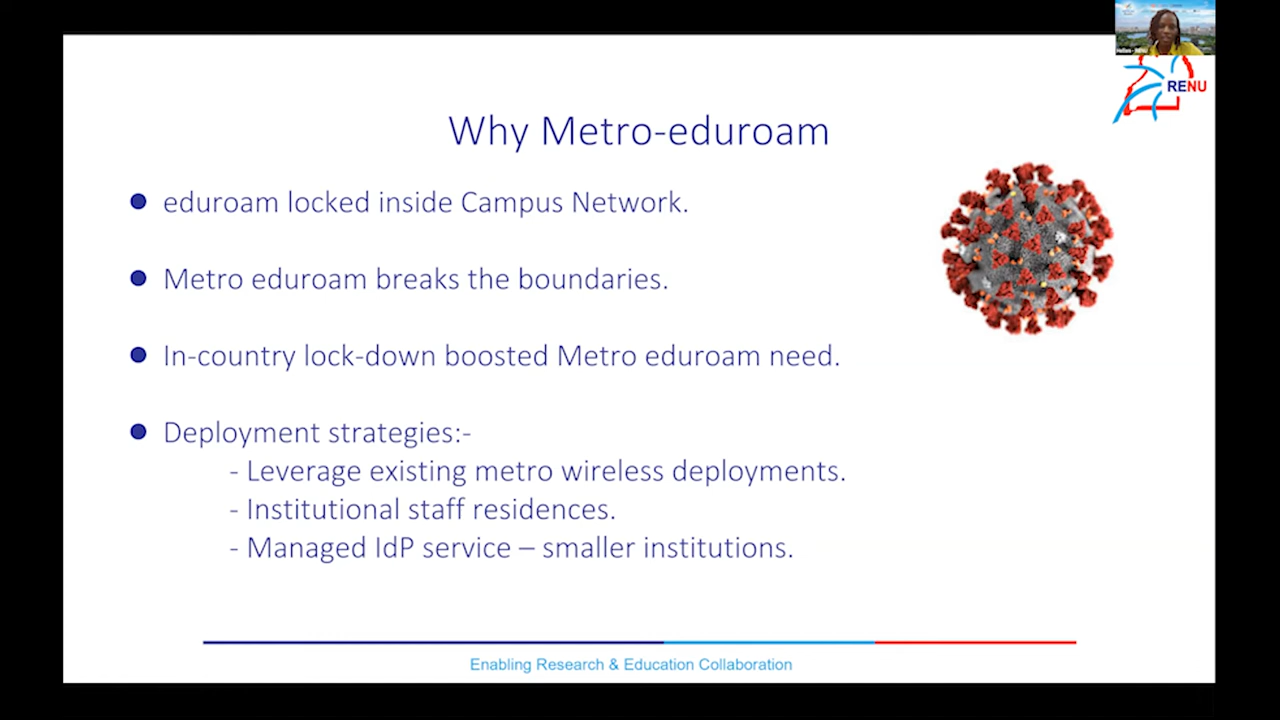 RENU
Why Metro-eduroam
eduroam locked inside Campus Network.
Metro eduroam breaks the boundaries.
In-country lock-down boosted Metro eduroam need.
Deployment strategies:-
- Leverage existing metro wireless deployments.
- Institutional staff residences.
- Managed IdP service – smaller institutions.
Enabling Research & Education Collaboration